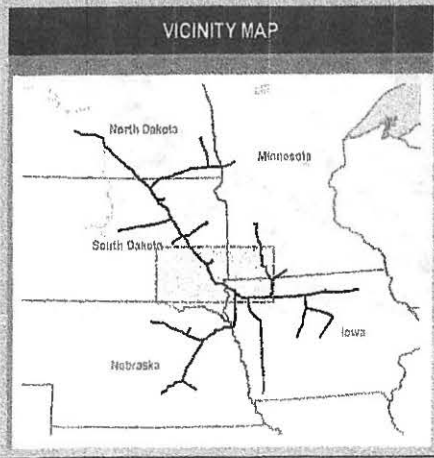 VICINITY MAP
North Dakota
Minnesota
South Dakota
Iowa
Nebraska